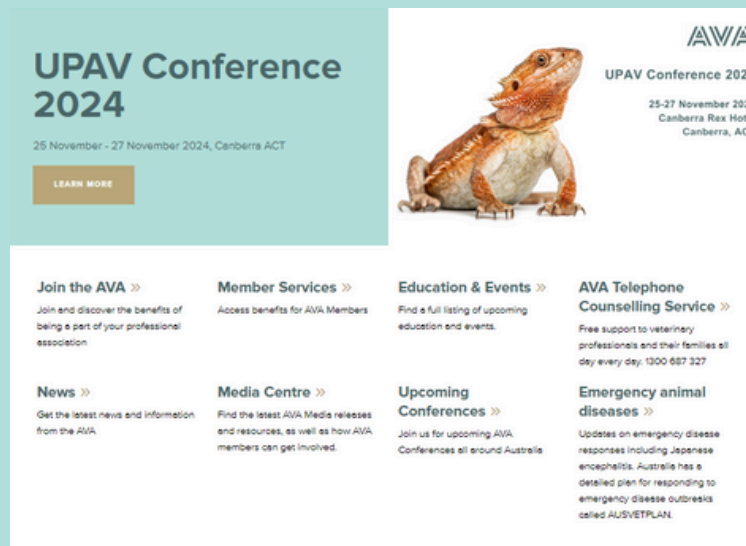 UPAV Conference
2024
25 November - 27 November 2024, Canberra ACT
LEARN MORE
AVA
UPAV Conference
25-27 November
Canberra Rex
Canberra,
Join the AVA »
Join and discover the benefits of
being a part of your professional
association
Member Services »
Access benefits for AVA Members
Education & Events »
Find a full listing of upcoming
education and events.
AVA Telephone
Counselling Service »
Free support to veterinary
professionals and their families all
day every day. 1300 687 327
News »
Get the latest news and information
from the AVA
Media Centre »
Find the latest AVA Media releases
and resources, as well as how AVA
members can get involved.
Upcoming
Conferences »
Join us for upcoming AVA
Conferences all around Australia
Emergency animal
diseases »
Updates on emergency disease
responses including Japanese
encephalitis. Australia has a
detailed plan for responding to
emergency disease outbreaks
called AUSVETPLAN.